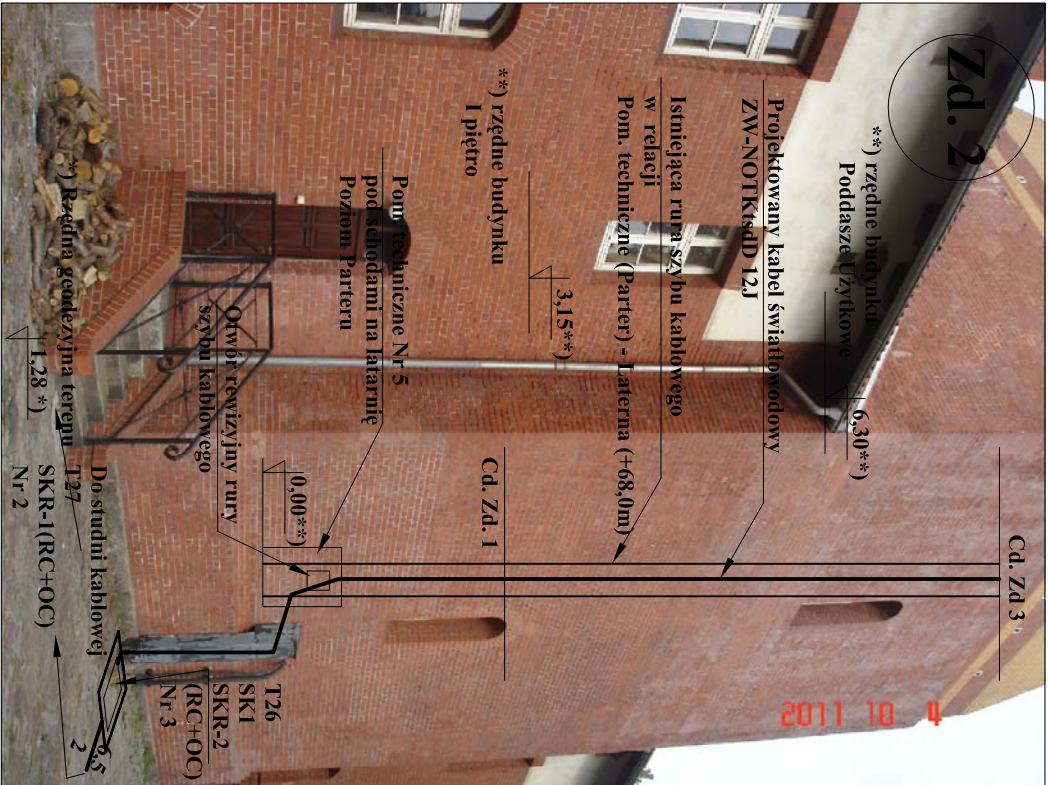 Zd. 2
**) rzędne budynku
Poddasze Użytkowe
6,30**)
Projektowany kabel światłowodowy
ZW-NOTKtsdD 12J
Istniejąca rura szybu kablowego
w relacji
Pom. techniczne (Parter) - Laterna (+68,0m)
**) rzędne budynku
I piętro
3,15**)
Pom. techniczne Nr 5
pod schodami na latarnię
Poziom Parteru
Otwór rewizyjny rury
szybu kablowego
0,00**)
*) Rzędna geodezyjna terenu
1,28 *)
Cd. Zd 3
Cd. Zd. 1
T26
SK1
SKR-2
(RC+OC)
Nr 3
Do studni kablowej
T27
SKR-1(RC+OC)
Nr 2
2011 10 4